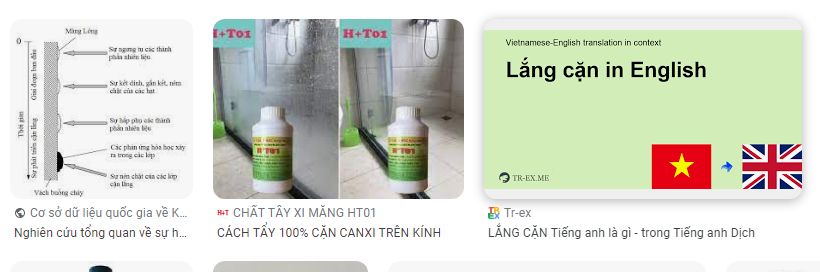 Màng Lỏng
Sự ngưng tụ các thành
phần nhiên liệu
Sự kết dính, gắn kết, nêm
chặt của các hạt
Sự hấp phụ các thành
phần nhiên liệu
Các phản ứng hóa học xảy
ra trong các lớp
Sự nén chặt của các lớp
cặn lắng
Vách buồng cháy
0
Thời gian
Giai đoạn ban đầu
Sự phát triển cặn lắng
H+T01
H+T01
HT01
HT01
Vietnamese-English translation in context
Lắng cặn in English
TR-EX.ME
Cơ sở dữ liệu quốc gia về K...
Nghiên cứu tổng quan về sự h...
H+T CHẤT TẨY XI MĂNG HT01
CÁCH TẨY 100% CẶN CANXI TRÊN KÍNH
TR EX Tr-ex
LẮNG CẶN Tiếng anh là gì - trong Tiếng anh Dịch